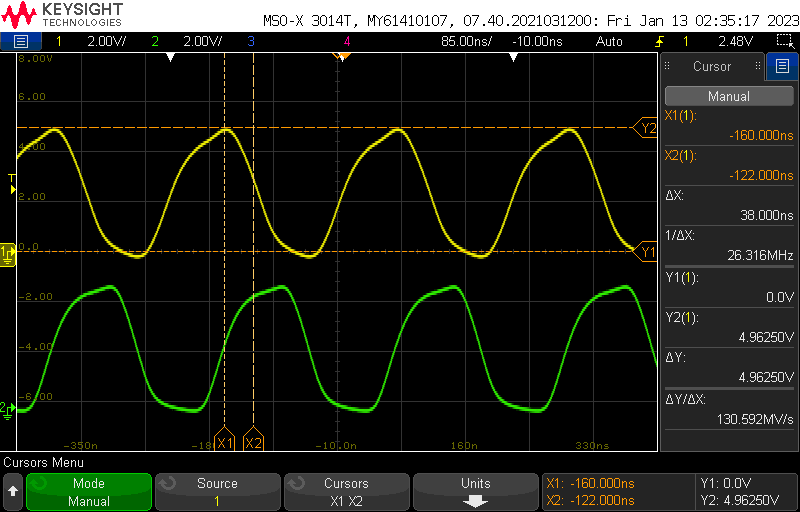 KEYSIGHT
TECHNOLOGIES
MSO-X 3014T, MY61410107, 07.40.2021031200: Fri Jan 13 02:35:17 2023
1 2.00V/ 2 2.00V/ 3 4 85.00ns/ -10.00ns Auto 1 2.48V
8.00V
6.00
4.00
2.00
0.0
-2.00
-4.00
-6.00
T
1
2
Y2
Y1
X1
X2
-350n -10.0n 160n 330ns
Cursor
Manual
X1(1):
-160.000ns
X2(1):
-122.000ns
ΔX:
38.000ns
1/ΔX:
26.316MHz
Y1(1):
0.0V
Y2(1):
4.96250V
ΔY:
4.96250V
ΔY/ΔX:
130.592MV/s
Cursors Menu
Mode
Manual
Source
1
Cursors
X1 X2
Units
X1: -160.000ns
X2: -122.000ns
Y1: 0.0V
Y2: 4.96250V